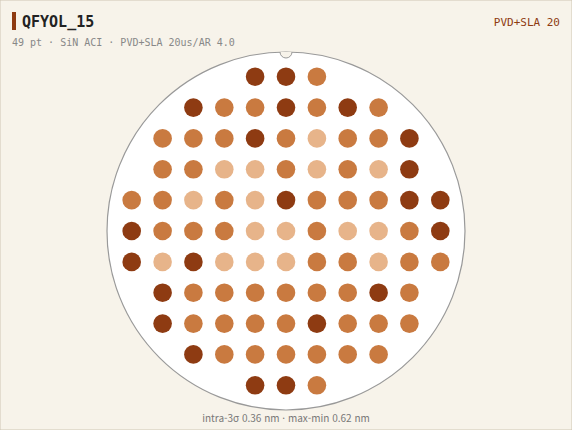 QFYOL_15
PVD+SLA 20
49 pt · SiN ACI · PVD+SLA 20us/AR 4.0
intra-3σ 0.36 nm · max-min 0.62 nm